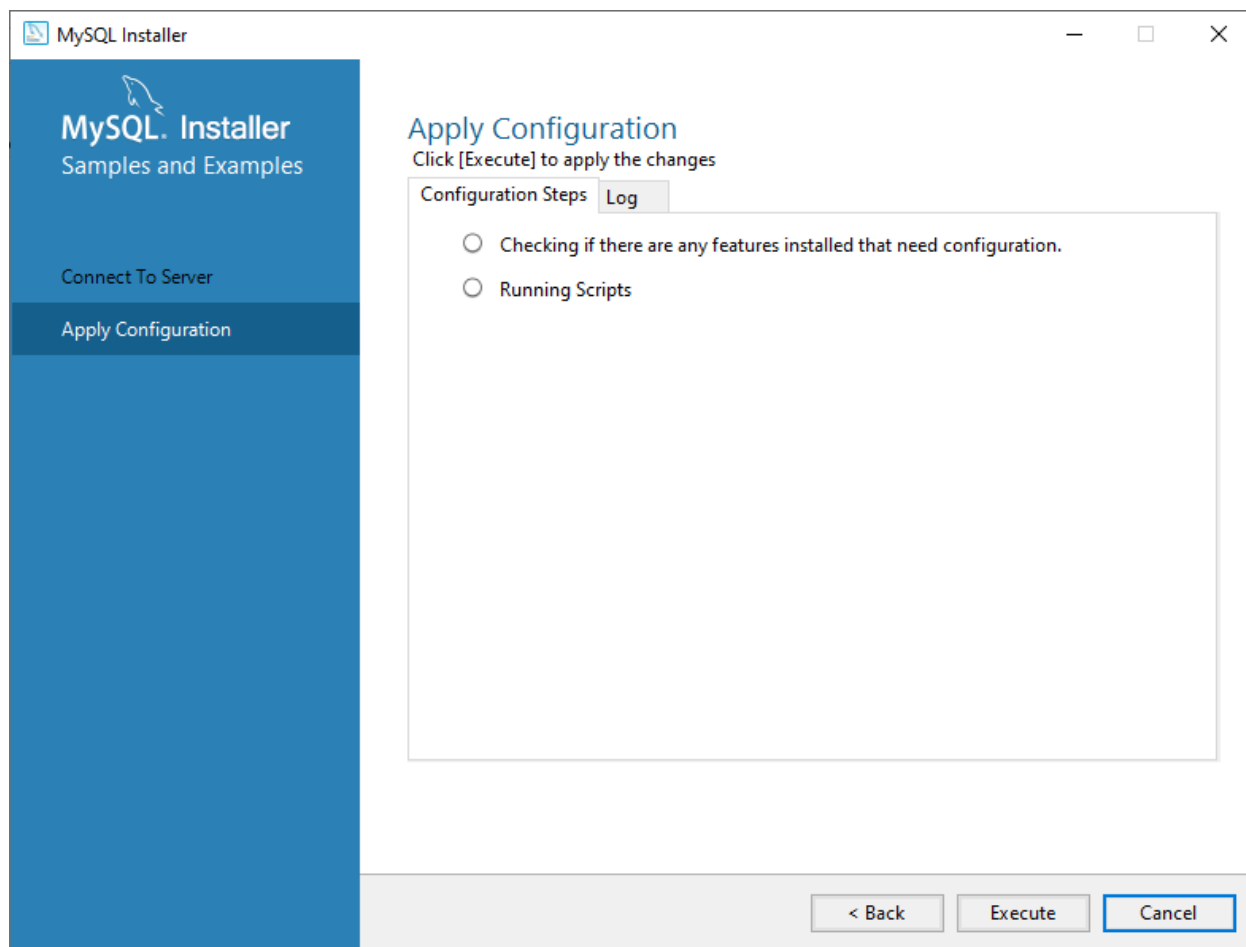 MySQL Installer
MySQL. Installer
Samples and Examples
Connect To Server
Apply Configuration
Apply Configuration
Click [Execute] to apply the changes
Configuration Steps
Log
Checking if there are any features installed that need configuration.
Running Scripts
< Back
Execute
Cancel